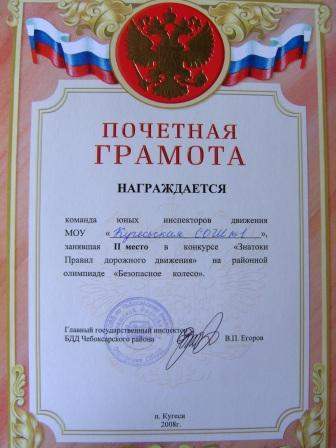 ПОЧЕТНАЯ
ГРАМОТА
НАГРАЖДАЕТСЯ
команда юных инспекторов движения
МОУ «Кугесьская СОШ №1»,
занявшая II место в конкурсе «Знатоки
Правил дорожного движения» на районной
олимпиаде «Безопасное колесо».
Главный государственный инспектор
БДД Чебоксарского района В.П. Егоров
п. Кугеси
2008г.